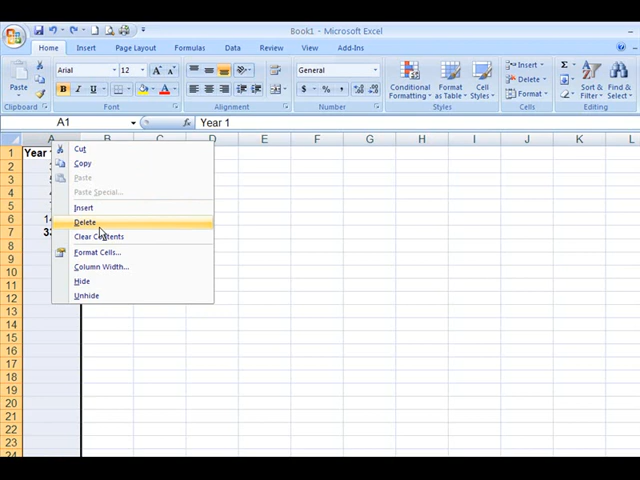 Book1 - Microsoft Excel
Home Insert Page Layout Formulas Data Review View Add-Ins
Arial 12 A A General Σ
Paste B I U A $ % , Conditional Formatting Format as Table Cell Styles Insert Delete Format Sort & Filter Find & Select
Clipboard Font Alignment Number Styles Cells Editing
A1 fx Year 1
A B C D E F G H I J K L
1 Year
2
3
4
5
6 14
7 33
8
9
10
11
12
13
14
15
16
17
18
19
20
21
22
23
24
Cut
Copy
Paste
Paste Special...
Insert
Delete
Clear Contents
Format Cells...
Column Width...
Hide
Unhide